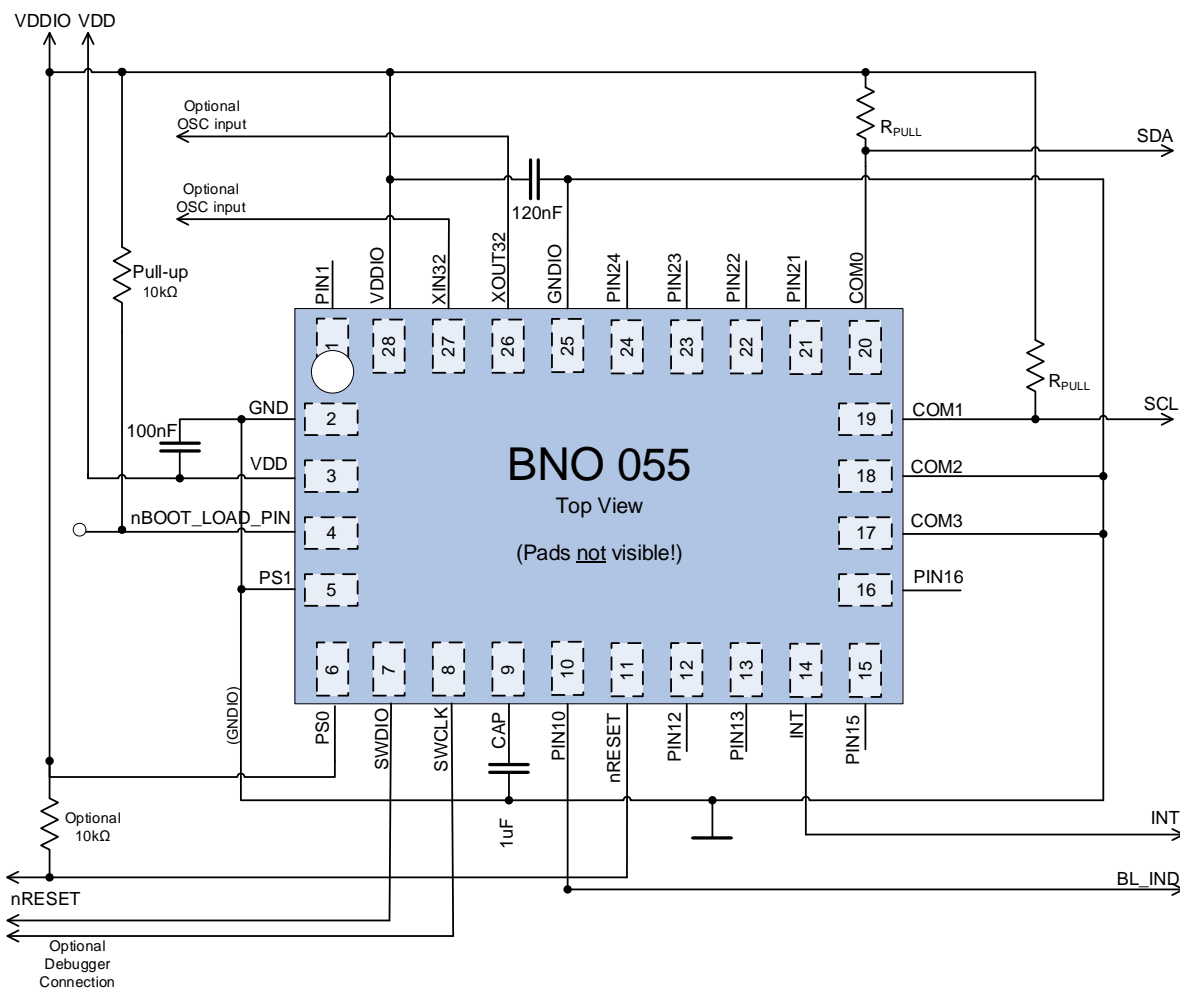 VDDIO VDD
Optional
OSC input
Optional
OSC input
R_PULL
SDA
120nF
Pull-up
10kΩ
PIN1
VDDIO
XIN32
XOUT32
GNDIO
PIN24
PIN23
PIN22
PIN21
COM0
1
28
27
26
25
24
23
22
21
20
R_PULL
GND
2
19
COM1
SCL
100nF
VDD
3
18
COM2
BNO 055
Top View
(Pads not visible!)
nBOOT_LOAD_PIN
4
17
COM3
PS1
5
16
PIN16
6
7
8
9
10
11
12
13
14
15
(GNDIO)
PS0
SWDIO
SWCLK
CAP
PIN10
nRESET
PIN12
PIN13
INT
PIN15
Optional
10kΩ
1uF
INT
BL_IND
nRESET
Optional
Debugger
Connection